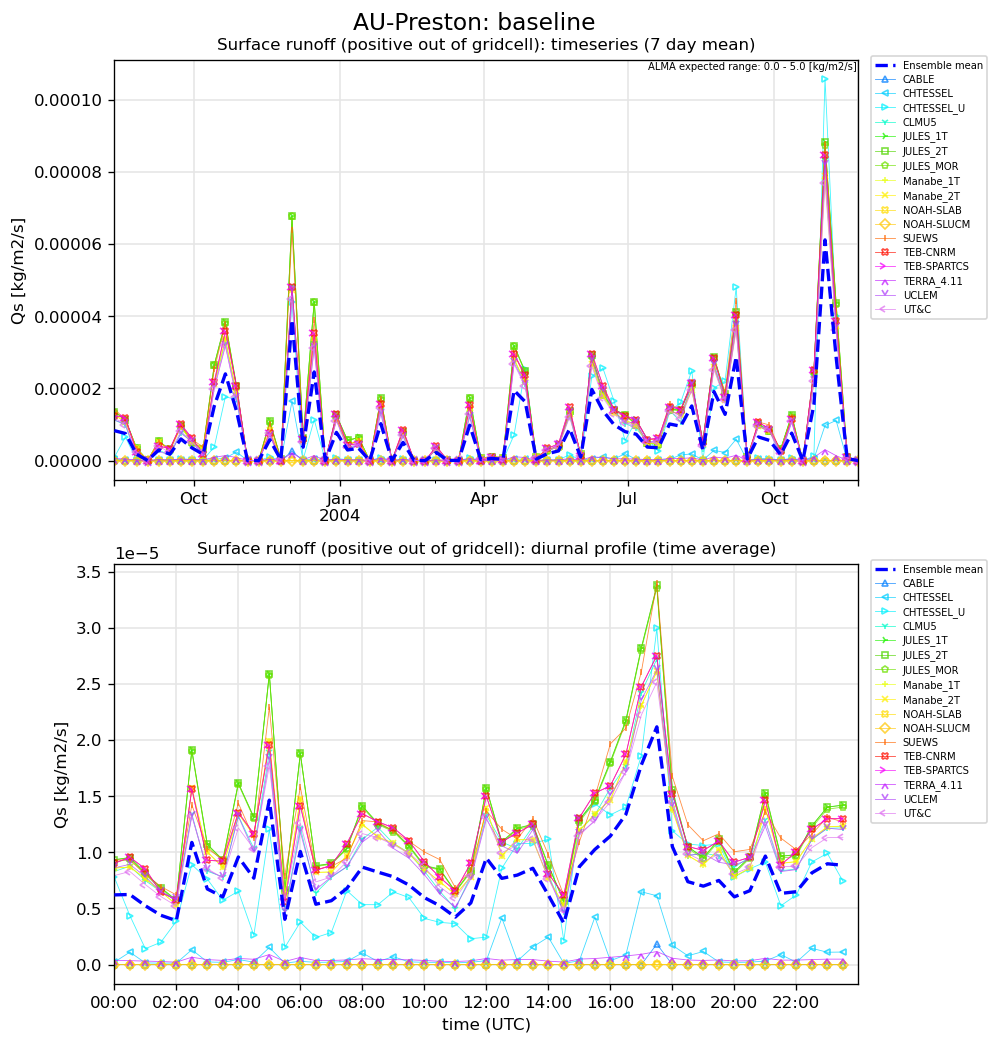 AU-Preston: baseline
Surface runoff (positive out of gridcell): timeseries (7 day mean)
ALMA expected range: 0.0 - 5.0 [kg/m2/s]
Qs [kg/m2/s]
0.00010
0.00008
0.00006
0.00004
0.00002
0.00000
Oct
Jan
Apr
Jul
Oct
2004
Ensemble mean
CABLE
CHTESSEL
CHTESSEL_U
CLMU5
JULES_1T
JULES_2T
JULES_MOR
Manabe_1T
Manabe_2T
NOAH-SLAB
NOAH-SLUCM
SUEWS
TEB-CNRM
TEB-SPARTCS
TERRA_4.11
UCLEM
UT&C
Surface runoff (positive out of gridcell): diurnal profile (time average)
1e−5
Qs [kg/m2/s]
3.5
3.0
2.5
2.0
1.5
1.0
0.5
0.0
00:00
02:00
04:00
06:00
08:00
10:00
12:00
14:00
16:00
18:00
20:00
22:00
time (UTC)
Ensemble mean
CABLE
CHTESSEL
CHTESSEL_U
CLMU5
JULES_1T
JULES_2T
JULES_MOR
Manabe_1T
Manabe_2T
NOAH-SLAB
NOAH-SLUCM
SUEWS
TEB-CNRM
TEB-SPARTCS
TERRA_4.11
UCLEM
UT&C